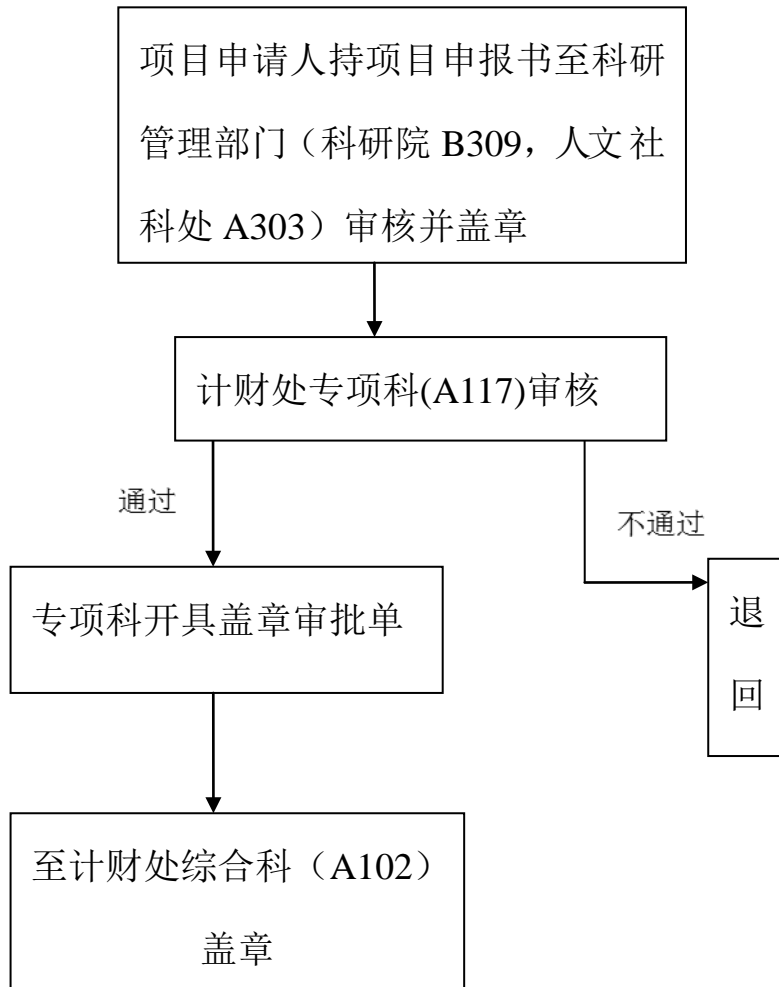 项目申请人持项目申报书至科研
管理部门（科研院 B309，人文社
科处 A303）审核并盖章
计财处专项科(A117)审核
通过
不通过
专项科开具盖章审批单
退
回
至计财处综合科（A102）
盖章